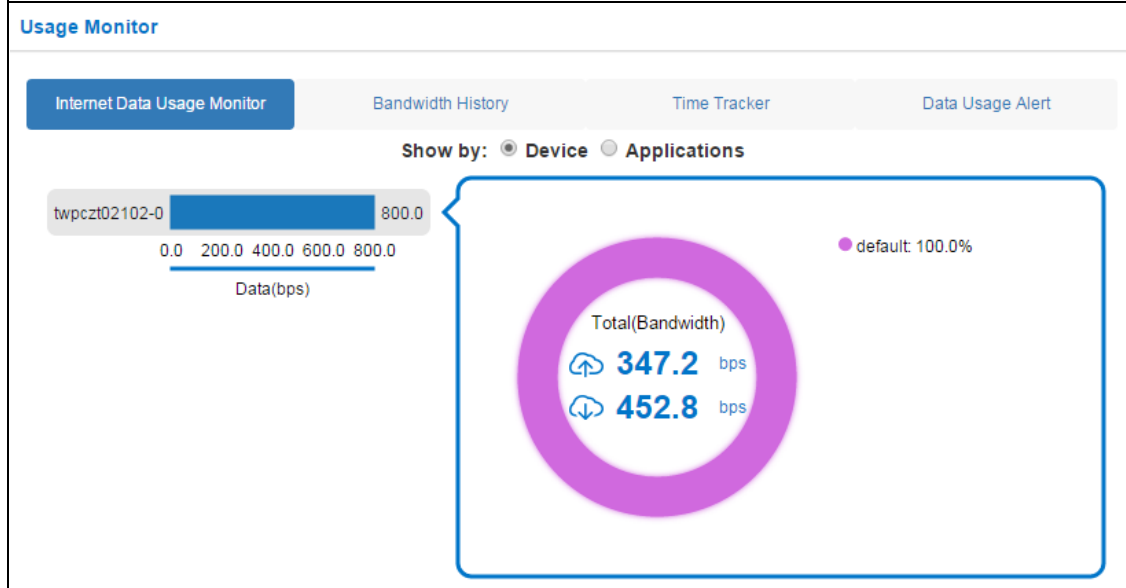 Usage Monitor
Internet Data Usage Monitor Bandwidth History Time Tracker Data Usage Alert
Show by: Device Applications
twpczt02102-0 800.0
0.0 200.0 400.0 600.0 800.0
Data(bps)
default: 100.0%
Total(Bandwidth)
347.2 bps
452.8 bps